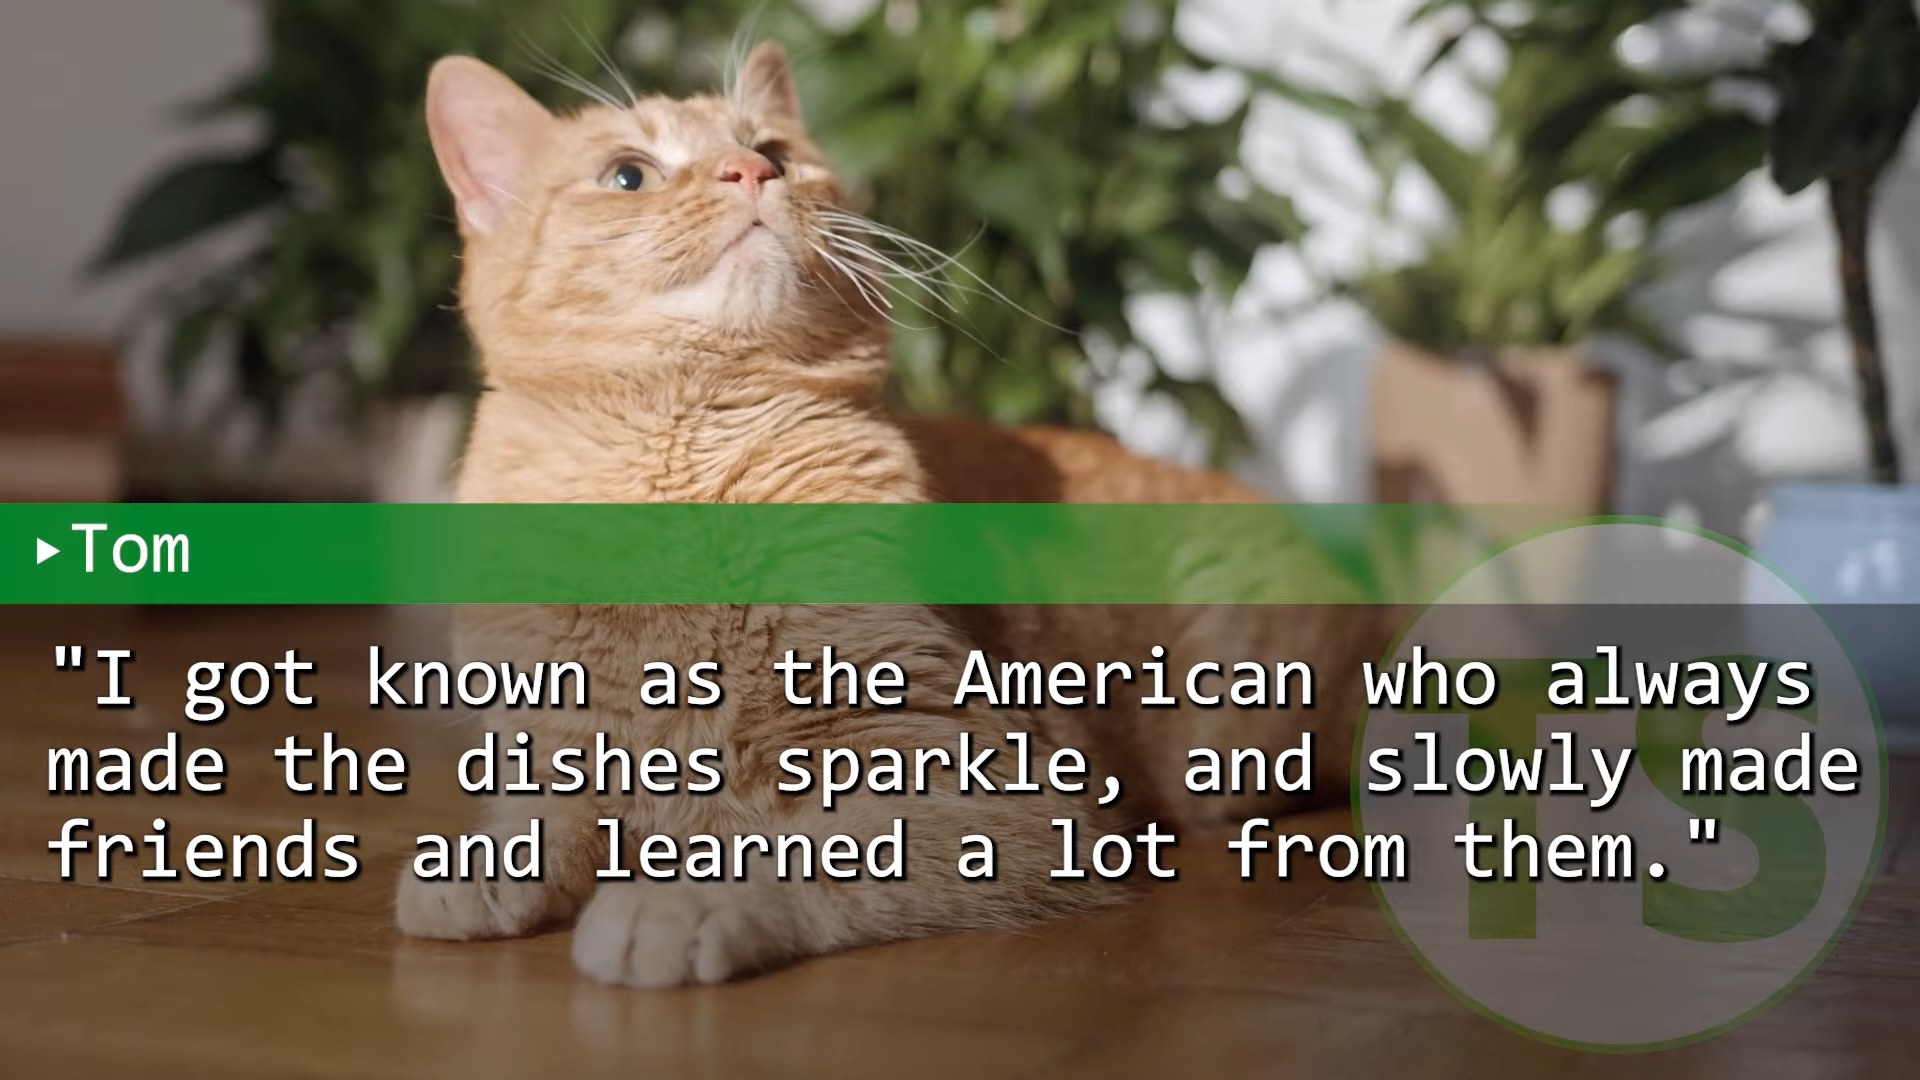 ▶Tom
"I got known as the American who always
made the dishes sparkle, and slowly made
friends and learned a lot from them."
TS